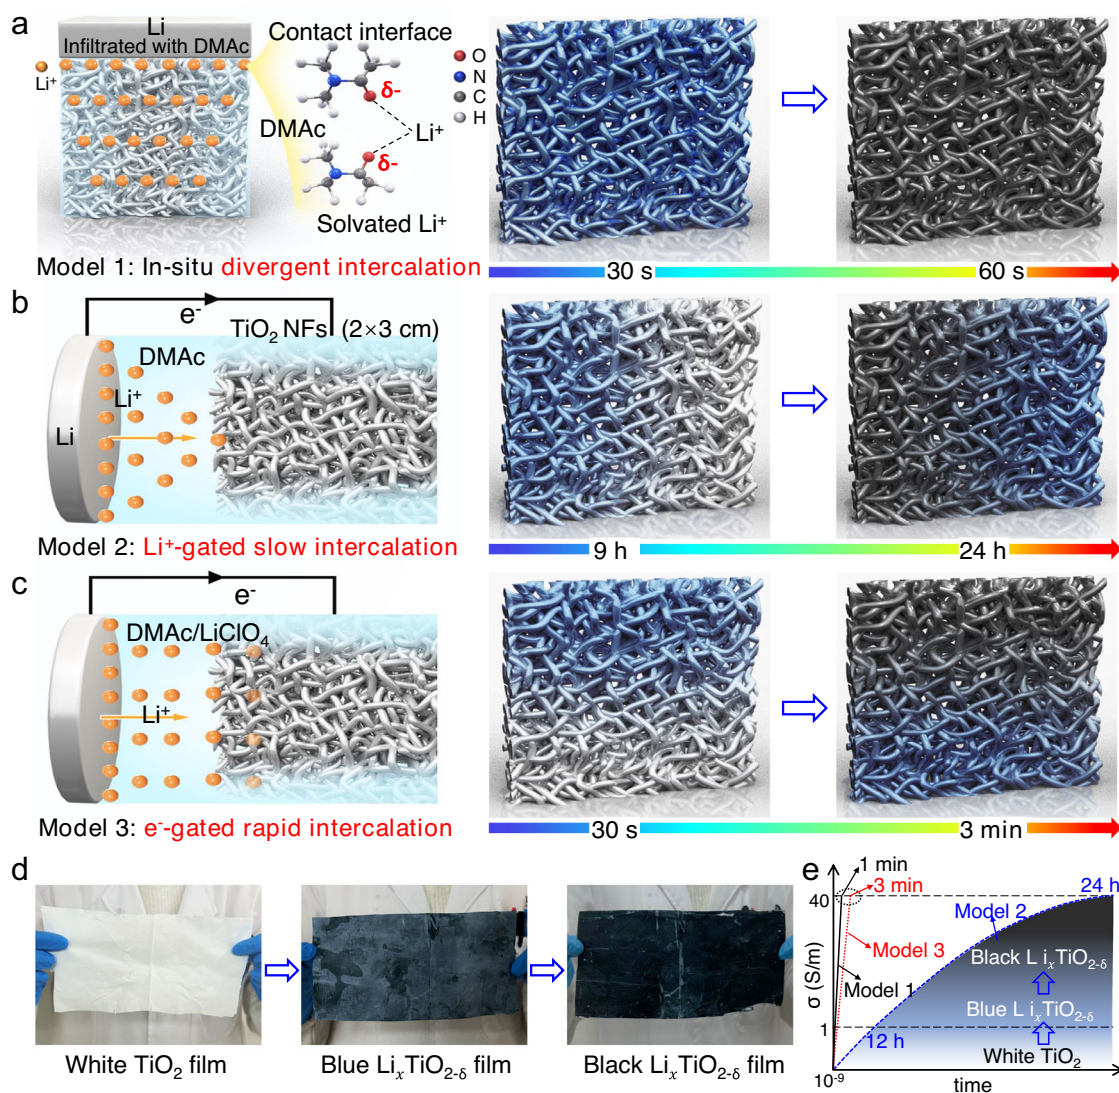 a
Li
Infiltrated with DMAc
Li⁺
Contact interface
δ-
DMAc
Li⁺
δ-
Solvated Li⁺
O
N
C
H
Model 1: In-situ divergent intercalation
30 s
60 s
b
e⁻
TiO₂ NFs (2×3 cm)
DMAc
Li⁺
Li
Model 2: Li⁺-gated slow intercalation
9 h
24 h
c
e⁻
DMAc/LiClO₄
Li⁺
Model 3: e⁻-gated rapid intercalation
30 s
3 min
d
White TiO₂ film
Blue LiₓTiO₂₋δ film
Black LiₓTiO₂₋δ film
e
1 min
3 min
24 h
40
Model 2
Model 3
Black L iₓTiO₂₋δ
Model 1
σ (S/m)
Blue L iₓTiO₂₋δ
1
12 h
White TiO₂
10⁻⁹
time